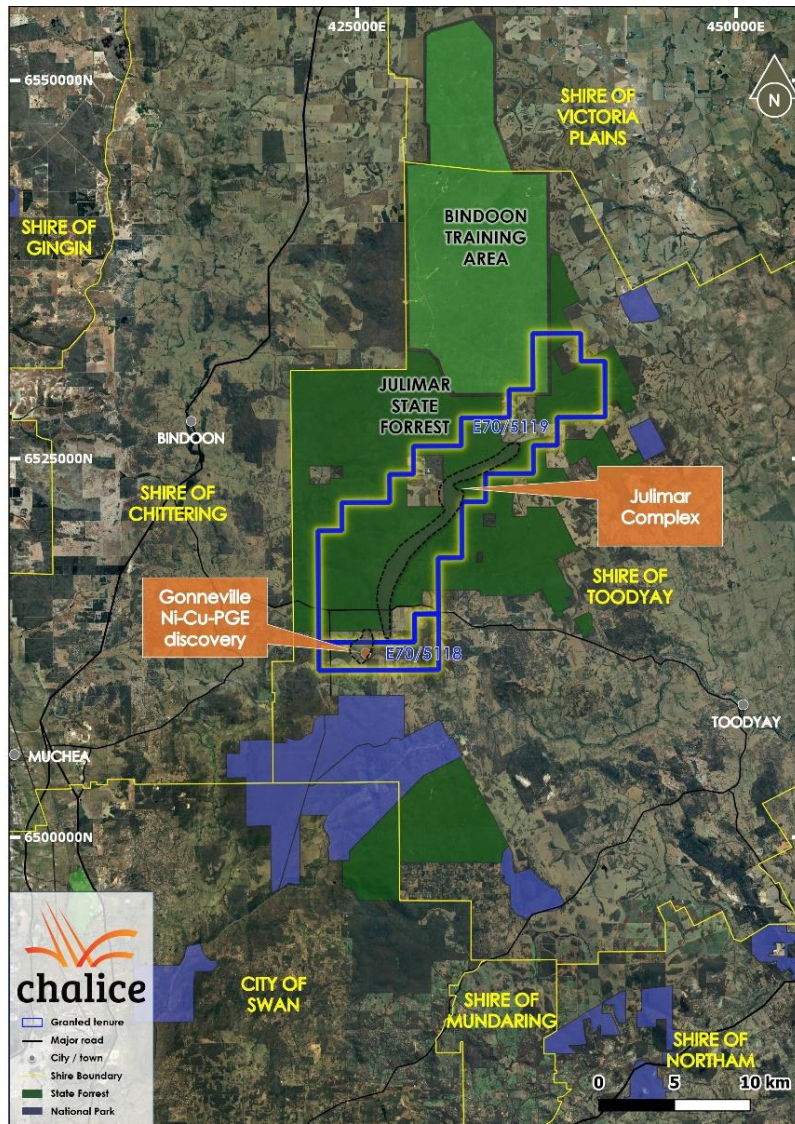 425000E
450000E
6550000N
N
SHIRE OF
VICTORIA
PLAINS
SHIRE OF
GINGIN
BINDOON
TRAINING
AREA
JULIMAR
STATE
FORREST
E70/5119
BINDOON
6525000N
SHIRE OF
CHITTERING
Julimar
Complex
SHIRE OF
TOODYAY
Gonneville
Ni-Cu-PGE
discovery
E70/5118
TOODYAY
MUCHEA
6500000N
CITY OF
SWAN
SHIRE OF
MUNDARING
SHIRE OF
NORTHAM
chalice
Granted tenure
Major road
City / town
Shire Boundary
State Forrest
National Park
0 5 10 km